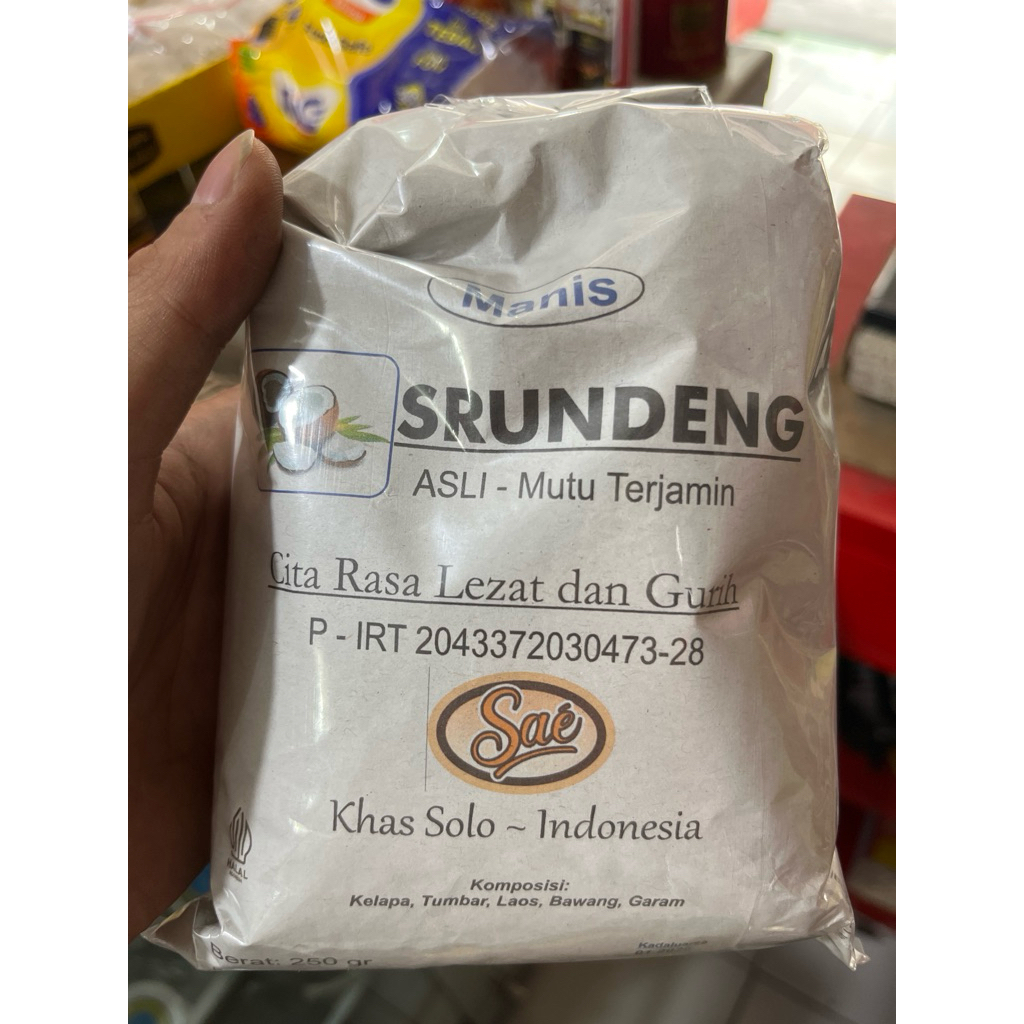 Manis
SRUNDENG
ASLI - Mutu Terjamin
Cita Rasa Lezat dan Gurih
P - IRT 2043372030473-28
Saé
Khas Solo ~ Indonesia
HALAL
Komposisi:
Kelapa, Tumbar, Laos, Bawang, Garam
Berat: 250 gr